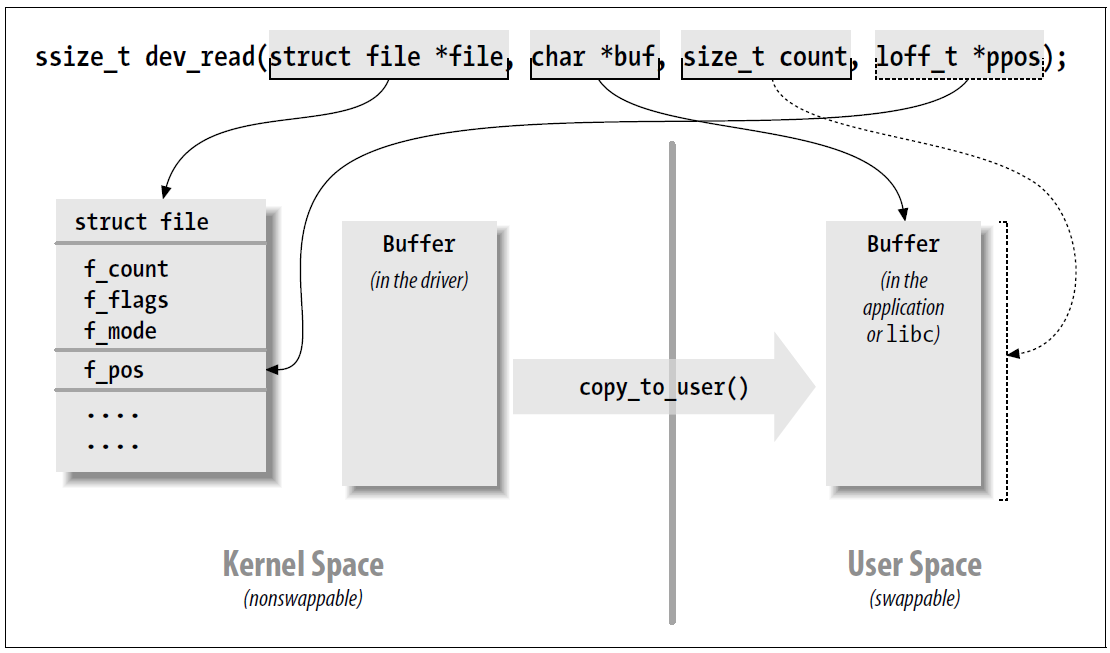 ssize_t dev_read(struct file *file, char *buf, size_t count, loff_t *ppos);
struct file
f_count
f_flags
f_mode
f_pos
....
....
Buffer
(in the driver)
copy_to_user()
Buffer
(in the
application
or libc)
Kernel Space
(nonswappable)
User Space
(swappable)